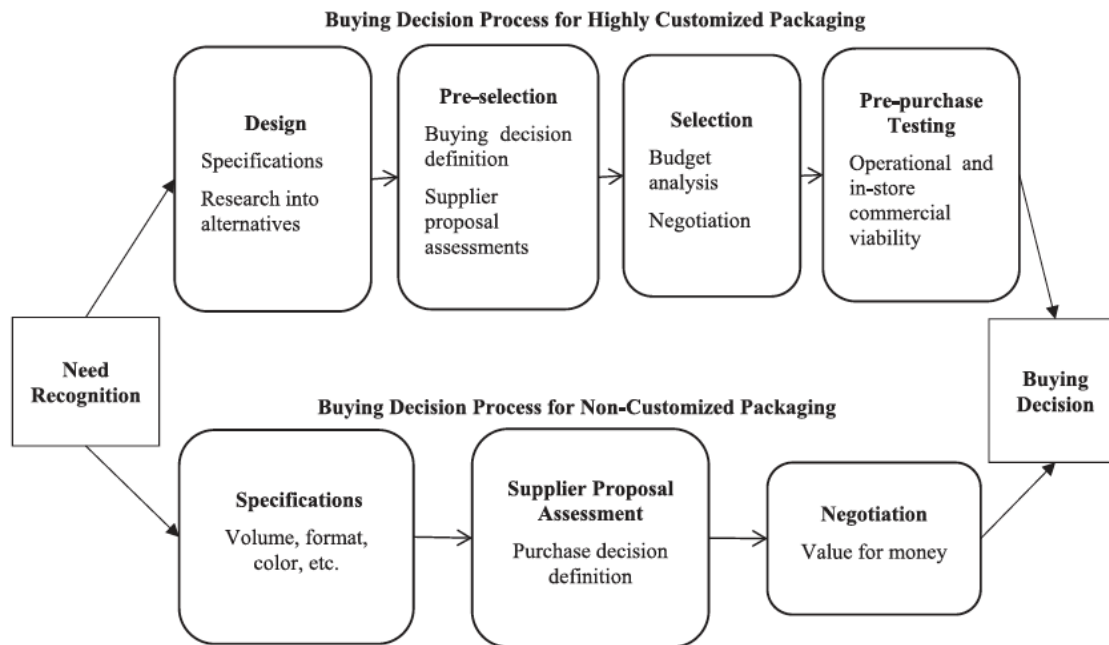 Buying Decision Process for Highly Customized Packaging
Design
Specifications
Research into
alternatives
Pre-selection
Buying decision
definition
Supplier
proposal
assessments
Selection
Budget
analysis
Negotiation
Pre-purchase
Testing
Operational and
in-store
commercial
viability
Need
Recognition
Buying
Decision
Buying Decision Process for Non-Customized Packaging
Specifications
Volume, format,
color, etc.
Supplier Proposal
Assessment
Purchase decision
definition
Negotiation
Value for money